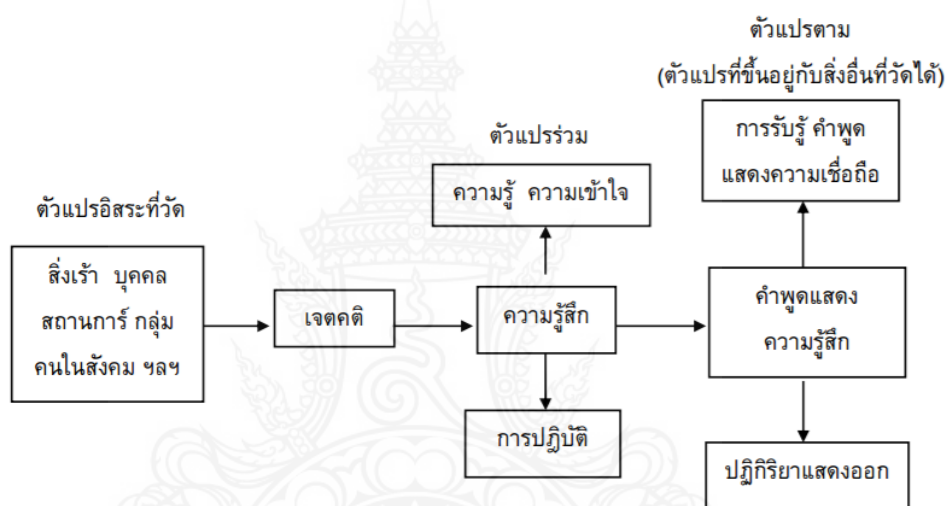 ตัวแปรตาม
(ตัวแปรที่ขึ้นอยู่กับสิ่งอื่นที่วัดได้)
การรับรู้ คำพูด
แสดงความเชื่อถือ
ตัวแปรร่วม
ความรู้ ความเข้าใจ
ตัวแปรอิสระที่วัด
สิ่งเร้า บุคคล
สถานการ์ กลุ่ม
คนในสังคม ฯลฯ
เจตคติ
ความรู้สึก
คำพูดแสดง
ความรู้สึก
การปฎิบัติ
ปฏิกิริยาแสดงออก